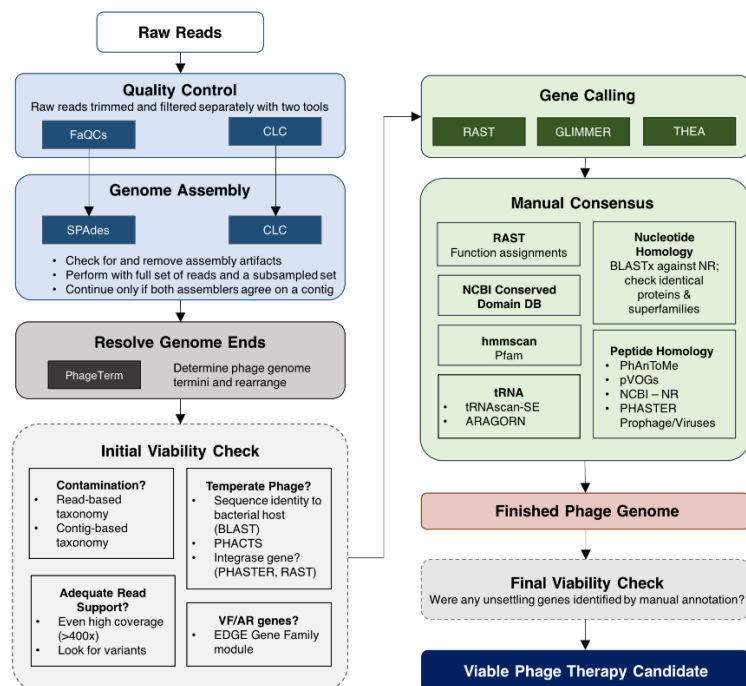 Raw Reads
Quality Control
Raw reads trimmed and filtered separately with two tools
FaQCs
CLC
Genome Assembly
SPAdes
CLC
• Check for and remove assembly artifacts
• Perform with full set of reads and a subsampled set
• Continue only if both assemblers agree on a contig
Resolve Genome Ends
PhageTerm
Determine phage genome
termini and rearrange
Initial Viability Check
Contamination?
• Read-based
taxonomy
• Contig-based
taxonomy
Temperate Phage?
• Sequence identity to
bacterial host
(BLAST)
• PHACTS
• Integrase gene?
(PHASTER, RAST)
Adequate Read
Support?
• Even high coverage
(>400x)
• Look for variants
VF/AR genes?
• EDGE Gene Family
module
Gene Calling
RAST
GLIMMER
THEA
Manual Consensus
RAST
Function assignments
NCBI Conserved
Domain DB
hmmscan
Pfam
tRNA
• tRNAscan-SE
• ARAGORN
Nucleotide
Homology
BLASTx against NR;
check identical
proteins &
superfamilies
Peptide Homology
• PhAnToMe
• pVOGs
• NCBI – NR
• PHASTER
Prophage/Viruses
Finished Phage Genome
Final Viability Check
Were any unsettling genes identified by manual annotation?
Viable Phage Therapy Candidate